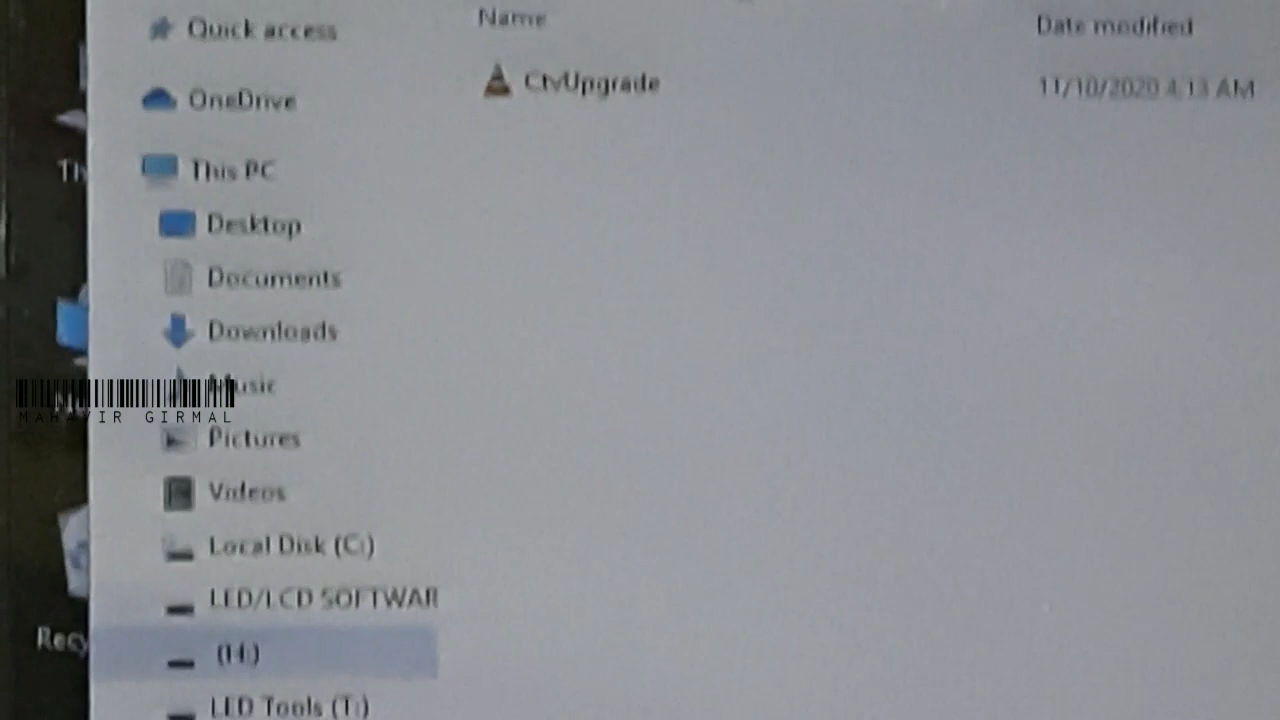 Quick access
Name
Date modified
OneDrive
CtvUpgrade
11/10/2020 4:13 AM
This PC
Desktop
Documents
Downloads
Music
MAHAVIR GIRMAL
Pictures
Videos
Local Disk (C:)
LED/LCD SOFTWAR
(H:)
Recy
LED Tools (T:)